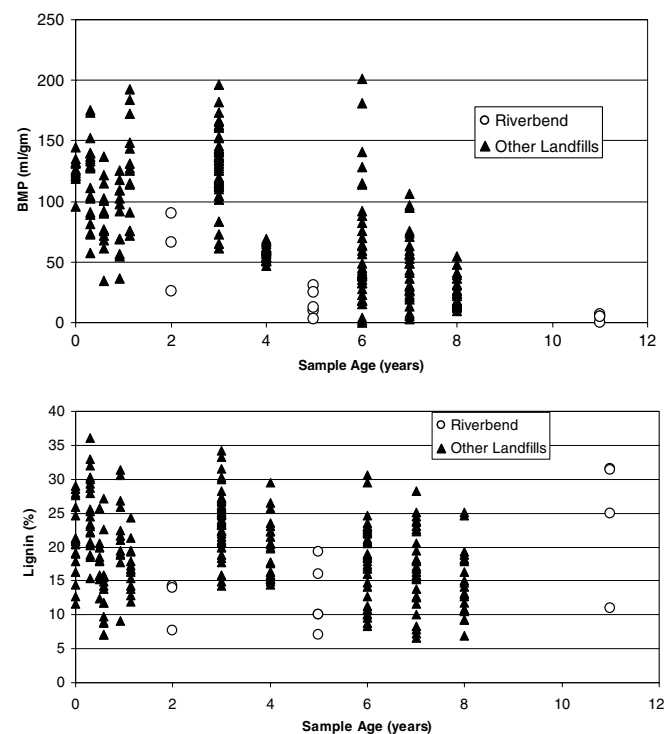 250
200
150
100
50
0
BMP (ml/gm)
Riverbend
Other Landfills
0 2 4 6 8 10 12
Sample Age (years)
40
35
30
25
20
15
10
5
0
Lignin (%)
Riverbend
Other Landfills
0 2 4 6 8 10 12
Sample Age (years)